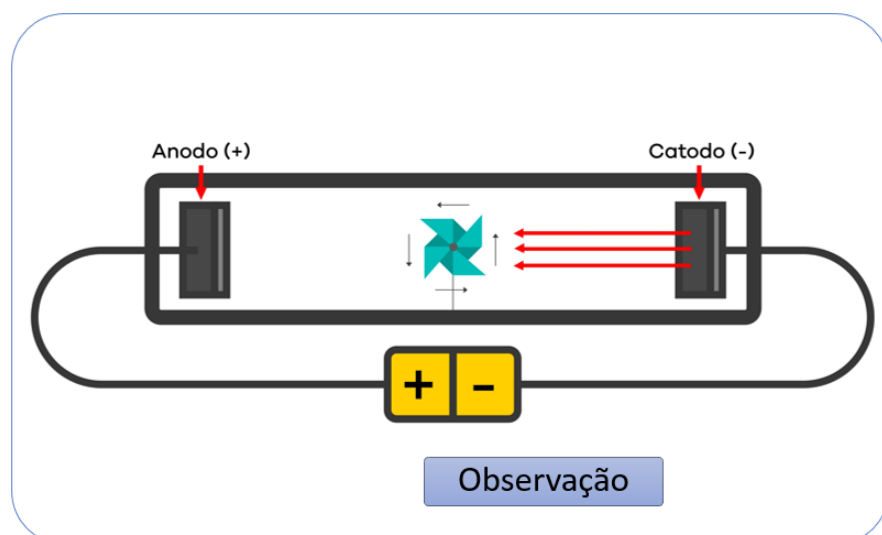 Anodo (+)
Catodo (-)
+ -
Observação